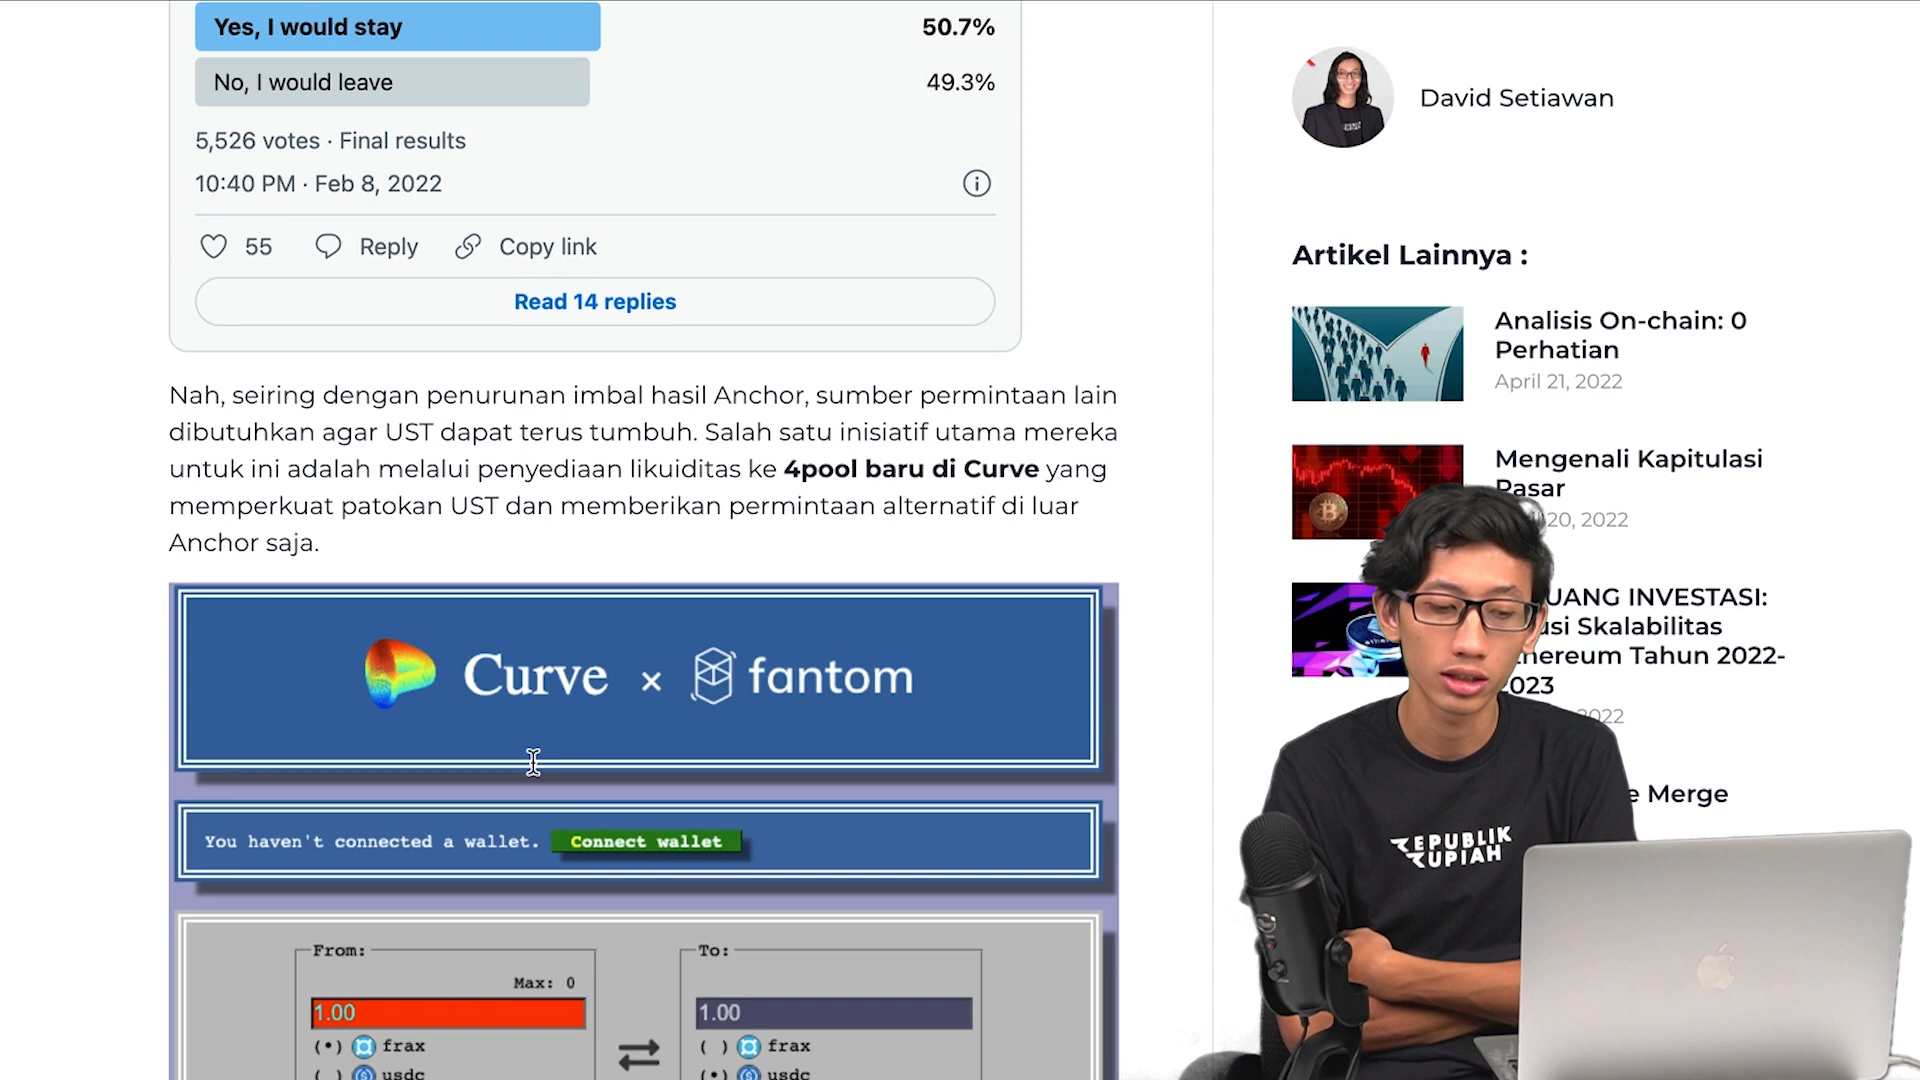 Yes, I would stay 50.7%
No, I would leave 49.3%
5,526 votes · Final results
10:40 PM · Feb 8, 2022
55 Reply Copy link
Read 14 replies
Nah, seiring dengan penurunan imbal hasil Anchor, sumber permintaan lain
dibutuhkan agar UST dapat terus tumbuh. Salah satu inisiatif utama mereka
untuk ini adalah melalui penyediaan likuiditas ke 4pool baru di Curve yang
memperkuat patokan UST dan memberikan permintaan alternatif di luar
Anchor saja.
Curve × fantom
You haven't connected a wallet. Connect wallet
From:
Max: 0
1.00
(•) frax
( ) usdc
To:
1.00
( ) frax
(•) usdc
David Setiawan
Artikel Lainnya :
Analisis On-chain: 0
Perhatian
April 21, 2022
Mengenali Kapitulasi
Pasar
20, 2022
UANG INVESTASI:
Skalabilitas
Tahun 2022-
2022
Merge
REPUBLIK
RUPIAH